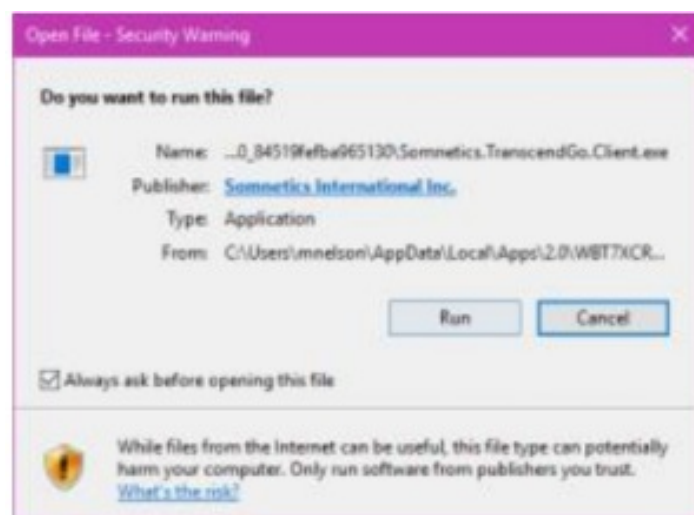 Open File - Security Warning
Do you want to run this file?
Name: ...0_84519fefba965130\Somnetics.TranscendGo.Client.exe
Publisher: Somnetics International Inc.
Type: Application
From: C:\Users\mnelson\AppData\Local\Apps\2.0\WBT7XCR...
Run Cancel
Always ask before opening this file
While files from the Internet can be useful, this file type can potentially
harm your computer. Only run software from publishers you trust.
What's the risk?